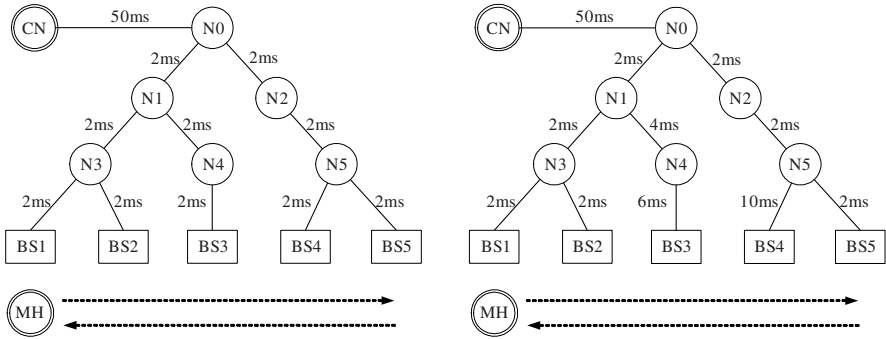 CN 50ms N0 CN 50ms N0
2ms 2ms 2ms 2ms
N1 N2 N1 N2
2ms 2ms 2ms 2ms 4ms 2ms
N3 N4 N5 N3 N4 N5
2ms 2ms 2ms 2ms 2ms 2ms 2ms 6ms 10ms 2ms
BS1 BS2 BS3 BS4 BS5 BS1 BS2 BS3 BS4 BS5
MH MH